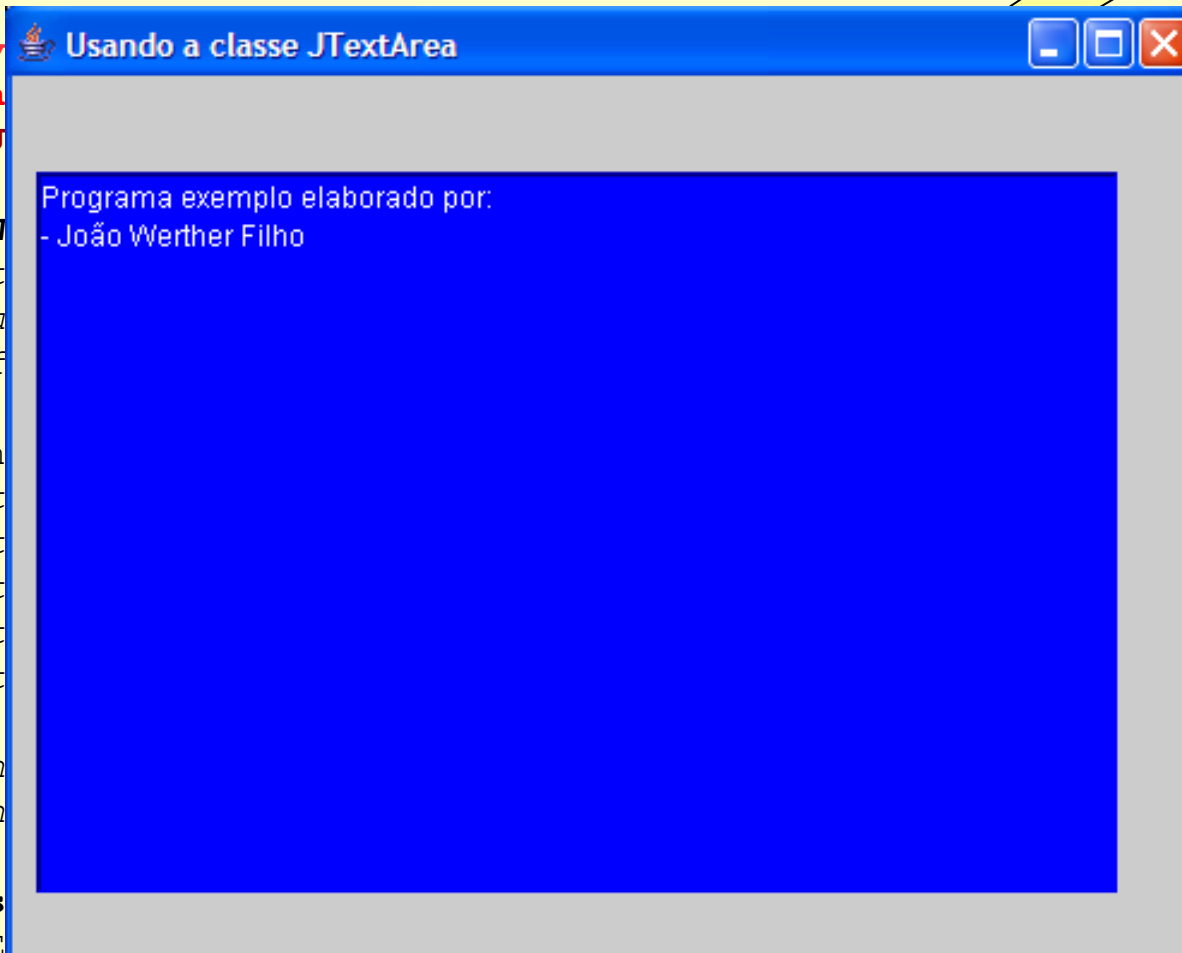 Usando a classe JTextArea
Programa exemplo elaborado por:
- João Werther Filho